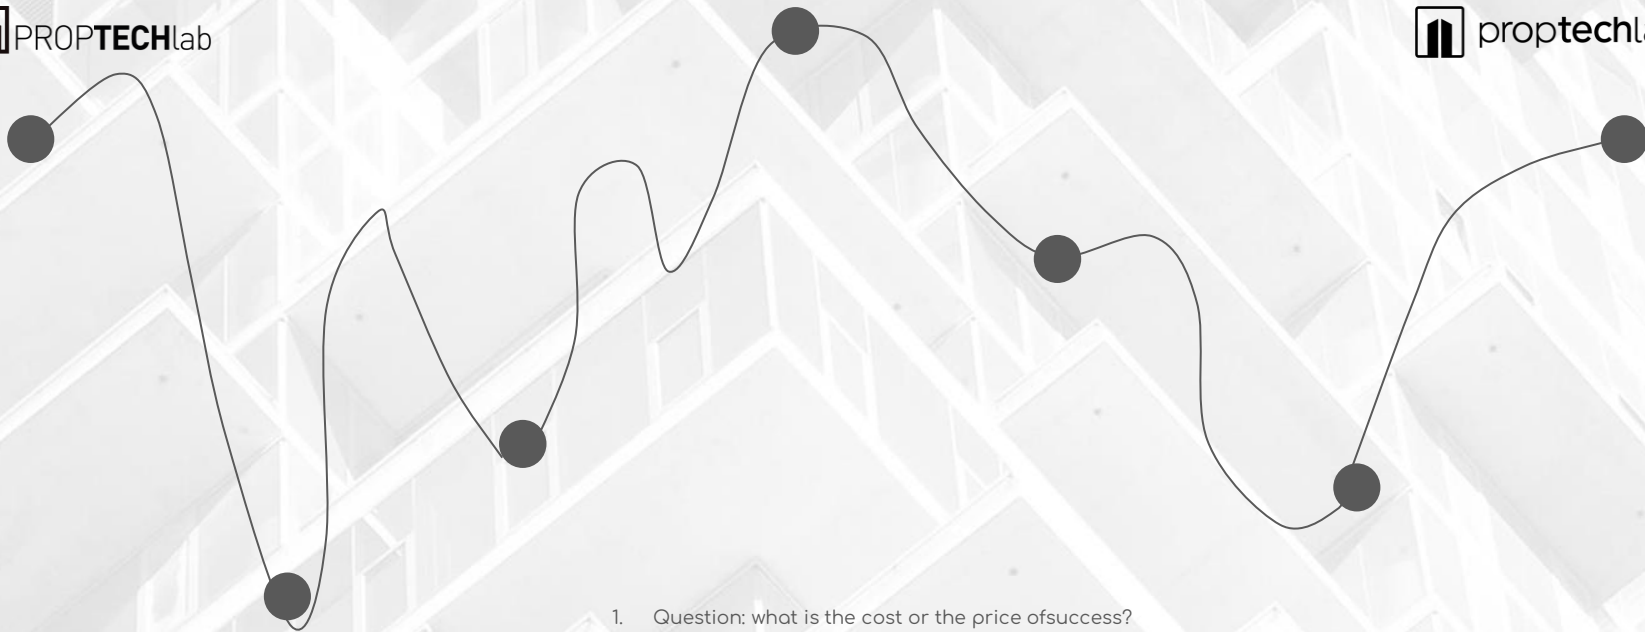 PROPTECHlab
proptechl
1. Question: what is the cost or the price ofsuccess?